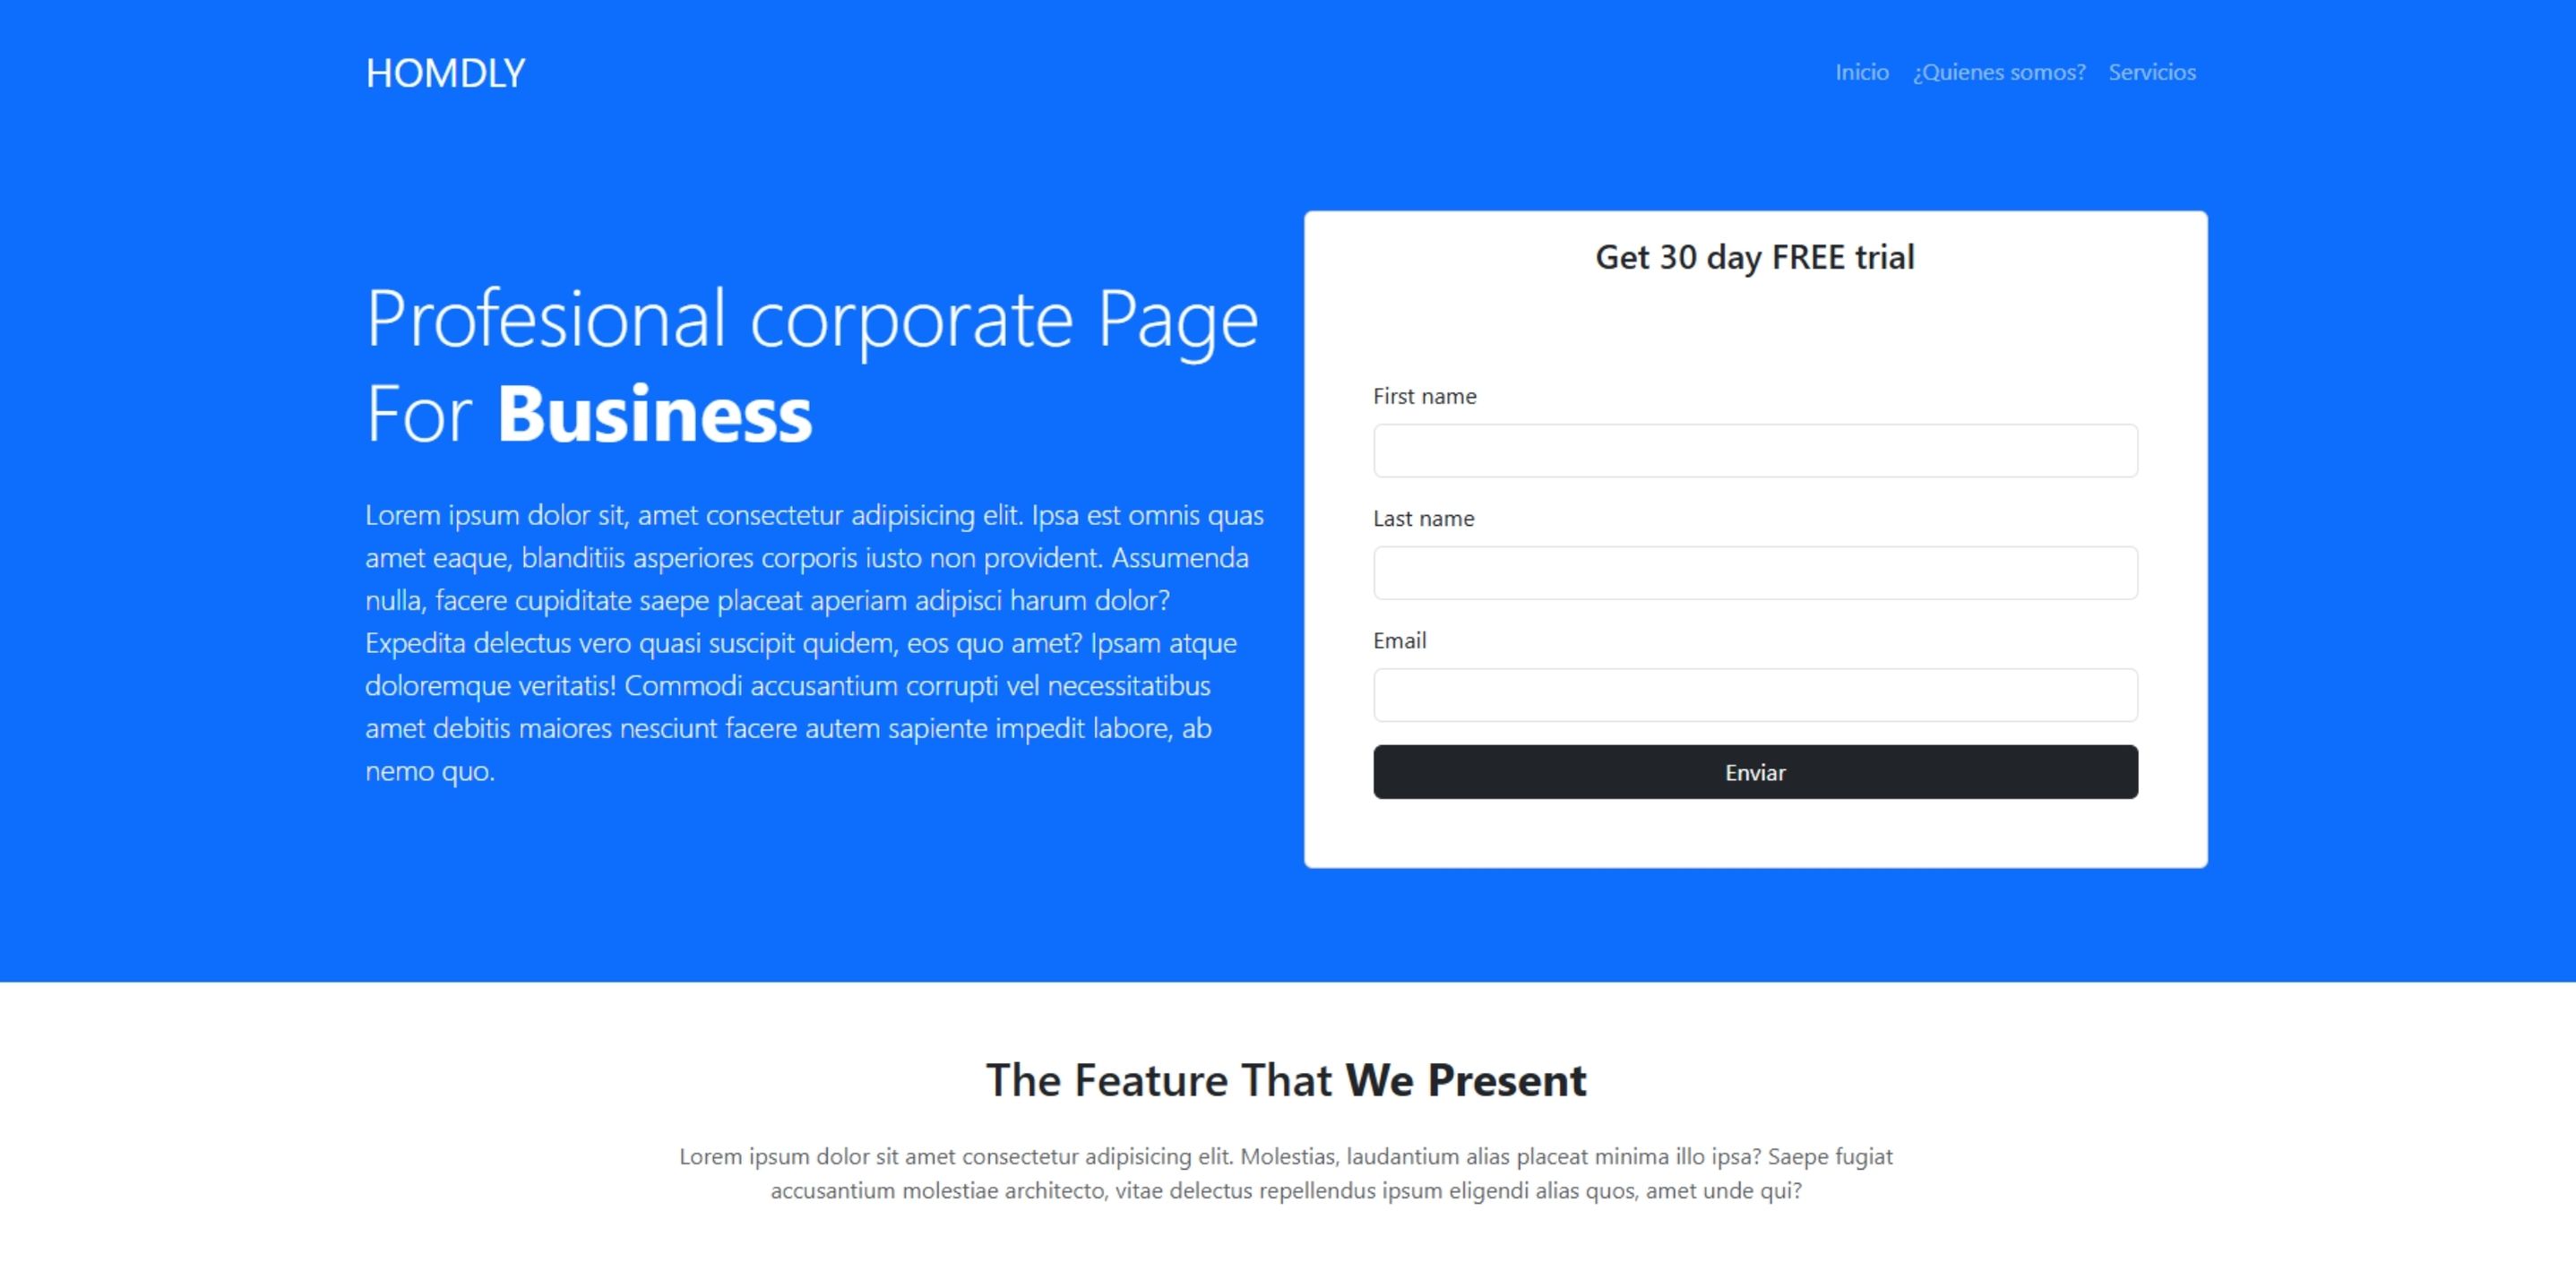 HOMDLY
Inicio ¿Quienes somos? Servicios
Profesional corporate Page
For Business
Lorem ipsum dolor sit, amet consectetur adipisicing elit. Ipsa est omnis quas
amet eaque, blanditiis asperiores corporis iusto non provident. Assumenda
nulla, facere cupiditate saepe placeat aperiam adipisci harum dolor?
Expedita delectus vero quasi suscipit quidem, eos quo amet? Ipsam atque
doloremque veritatis! Commodi accusantium corrupti vel necessitatibus
amet debitis maiores nesciunt facere autem sapiente impedit labore, ab
nemo quo.
Get 30 day FREE trial
First name
Last name
Email
Enviar
The Feature That We Present
Lorem ipsum dolor sit amet consectetur adipisicing elit. Molestias, laudantium alias placeat minima illo ipsa? Saepe fugiat
accusantium molestiae architecto, vitae delectus repellendus ipsum eligendi alias quos, amet unde qui?